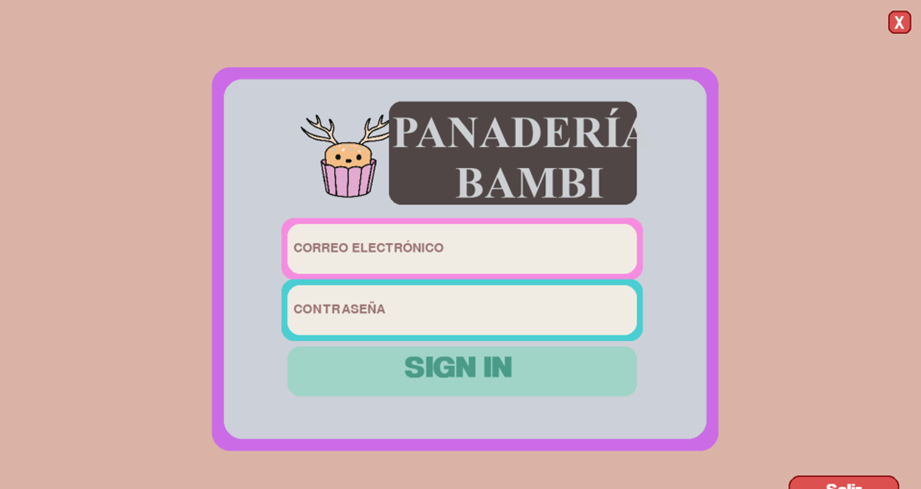 X
PANADERÍA
BAMBI
CORREO ELECTRÓNICO
CONTRASEÑA
SIGN IN
Salir